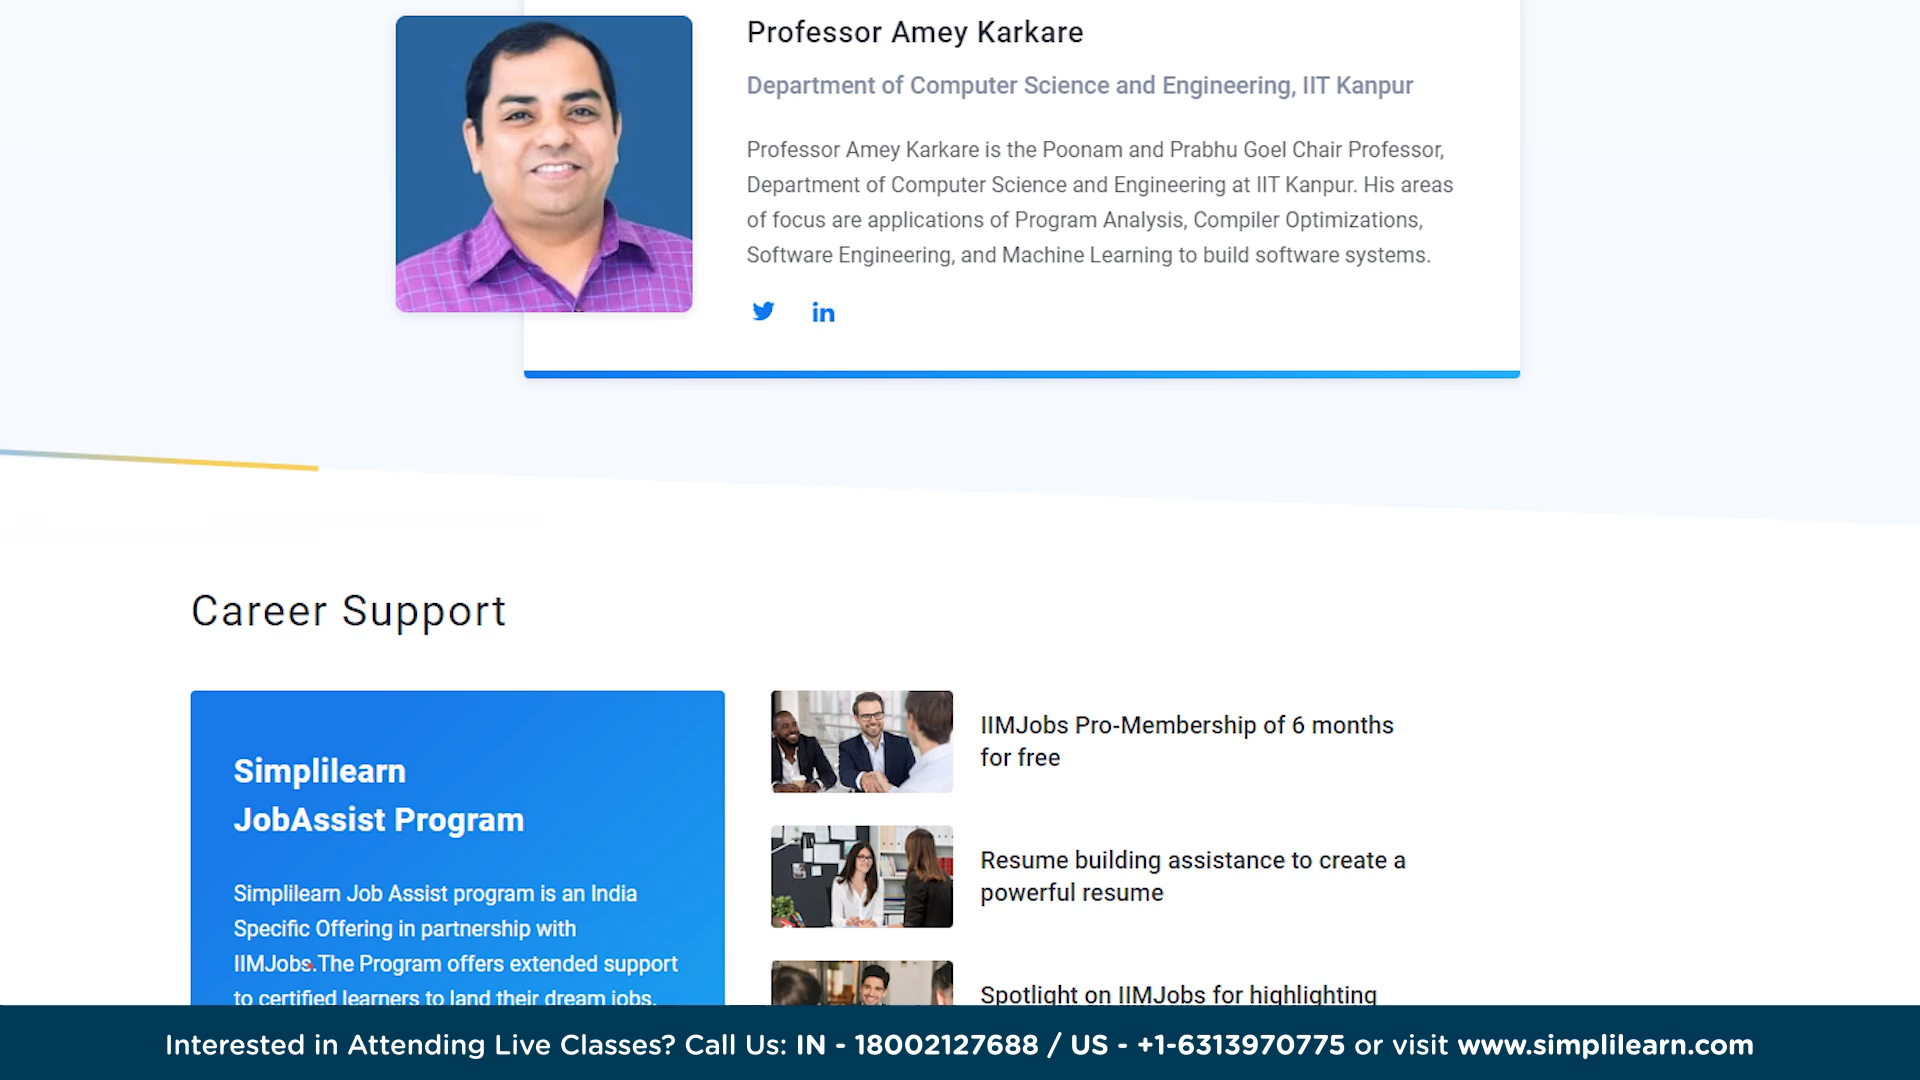 Professor Amey Karkare
Department of Computer Science and Engineering, IIT Kanpur
Professor Amey Karkare is the Poonam and Prabhu Goel Chair Professor,
Department of Computer Science and Engineering at IIT Kanpur. His areas
of focus are applications of Program Analysis, Compiler Optimizations,
Software Engineering, and Machine Learning to build software systems.
in
Career Support
Simplilearn
JobAssist Program
Simplilearn Job Assist program is an India
Specific Offering in partnership with
IIMJobs.The Program offers extended support
to certified learners to land their dream jobs.
IIMJobs Pro-Membership of 6 months
for free
Resume building assistance to create a
powerful resume
Spotlight on IIMJobs for highlighting
Interested in Attending Live Classes? Call Us: IN - 18002127688 / US - +1-6313970775 or visit www.simplilearn.com